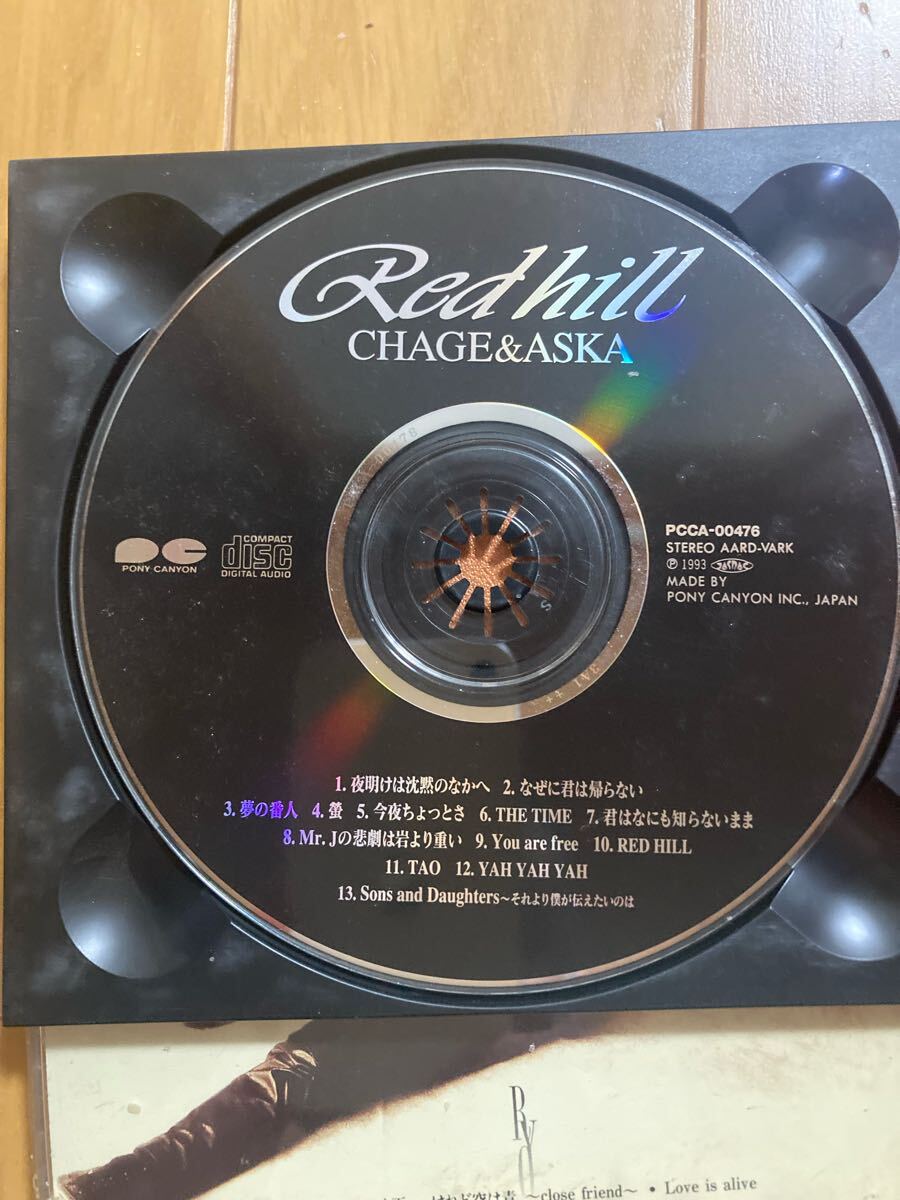 Red hill
CHAGE&ASKA
PONY CANYON
COMPACT
disc
DIGITAL AUDIO
PCCA-00476
STEREO AARD-VARK
Ⓟ 1993
MADE BY
PONY CANYON INC., JAPAN
1. 夜明けは沈黙のなかへ 2. なぜに君は帰らない
3. 夢の番人 4. 螢 5. 今夜ちょっとさ 6. THE TIME 7. 君はなにも知らないまま
8. Mr. Jの悲劇は岩より重い 9. You are free 10. RED HILL
11. TAO 12. YAH YAH YAH
13. Sons and Daughters～それより僕が伝えたいのは
けれど空は青 ～close friend～ • Love is alive